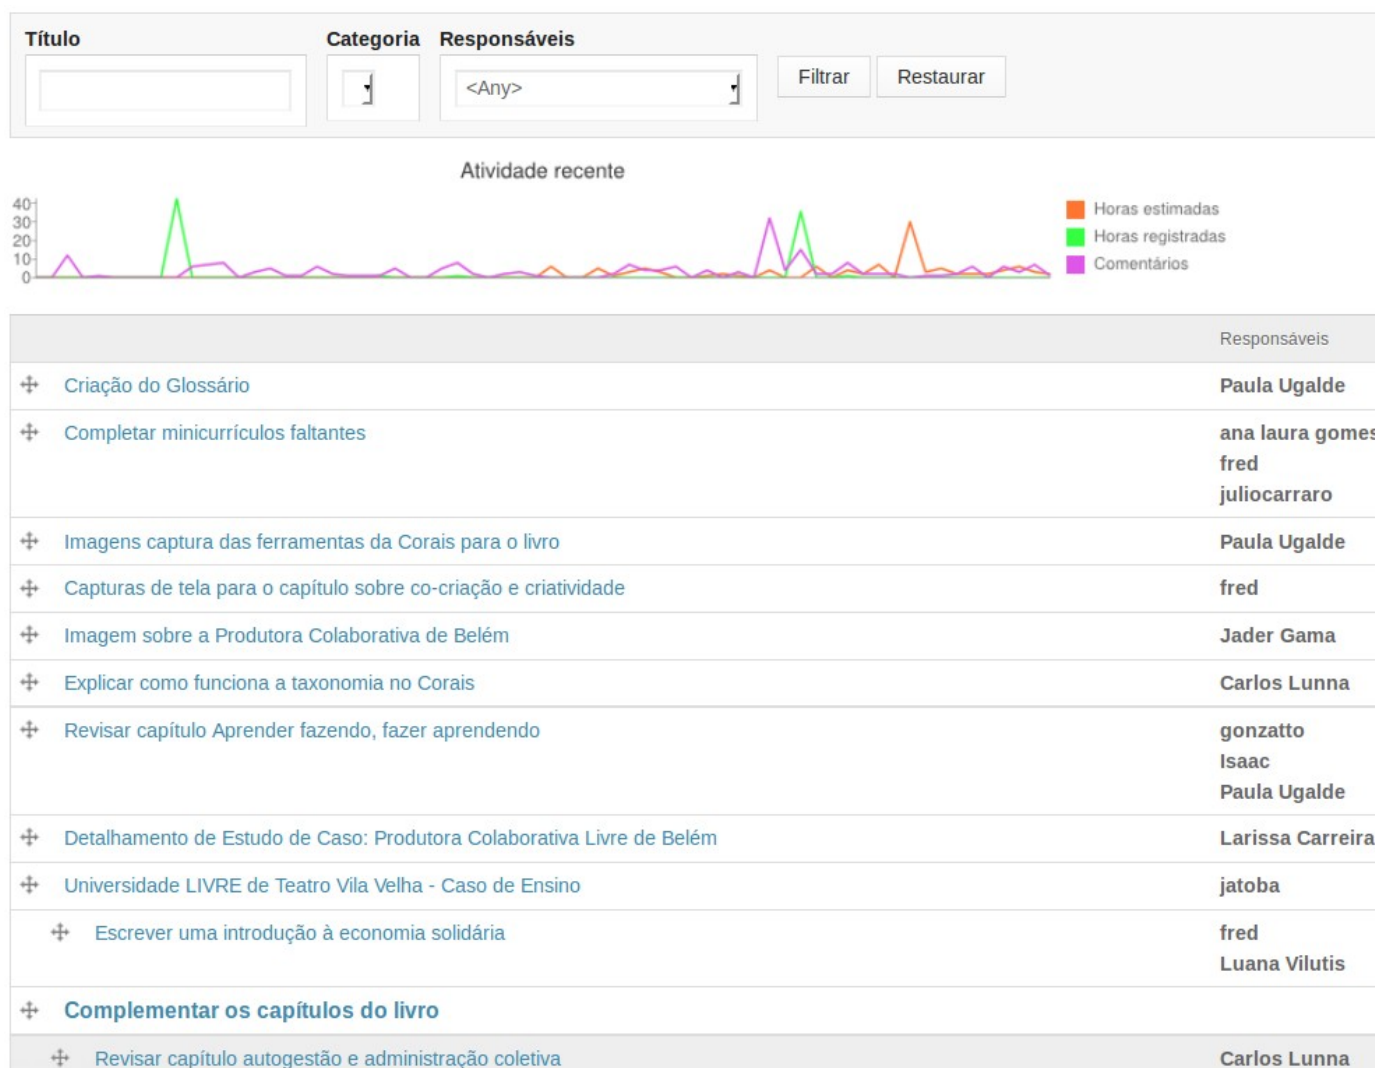 Título Categoria Responsáveis
<Any> Filtrar Restaurar
Atividade recente
40
30
20
10
0
Horas estimadas
Horas registradas
Comentários
Responsáveis
Criação do Glossário Paula Ugalde
Completar minicurrículos faltantes ana laura gomes
fred
juliocarraro
Imagens captura das ferramentas da Corais para o livro Paula Ugalde
Capturas de tela para o capítulo sobre co-criação e criatividade fred
Imagem sobre a Produtora Colaborativa de Belém Jader Gama
Explicar como funciona a taxonomia no Corais Carlos Lunna
Revisar capítulo Aprender fazendo, fazer aprendendo gonzatto
Isaac
Paula Ugalde
Detalhamento de Estudo de Caso: Produtora Colaborativa Livre de Belém Larissa Carreira
Universidade LIVRE de Teatro Vila Velha - Caso de Ensino jatoba
Escrever uma introdução à economia solidária fred
Luana Vilutis
Complementar os capítulos do livro
Revisar capítulo autogestão e administração coletiva Carlos Lunna